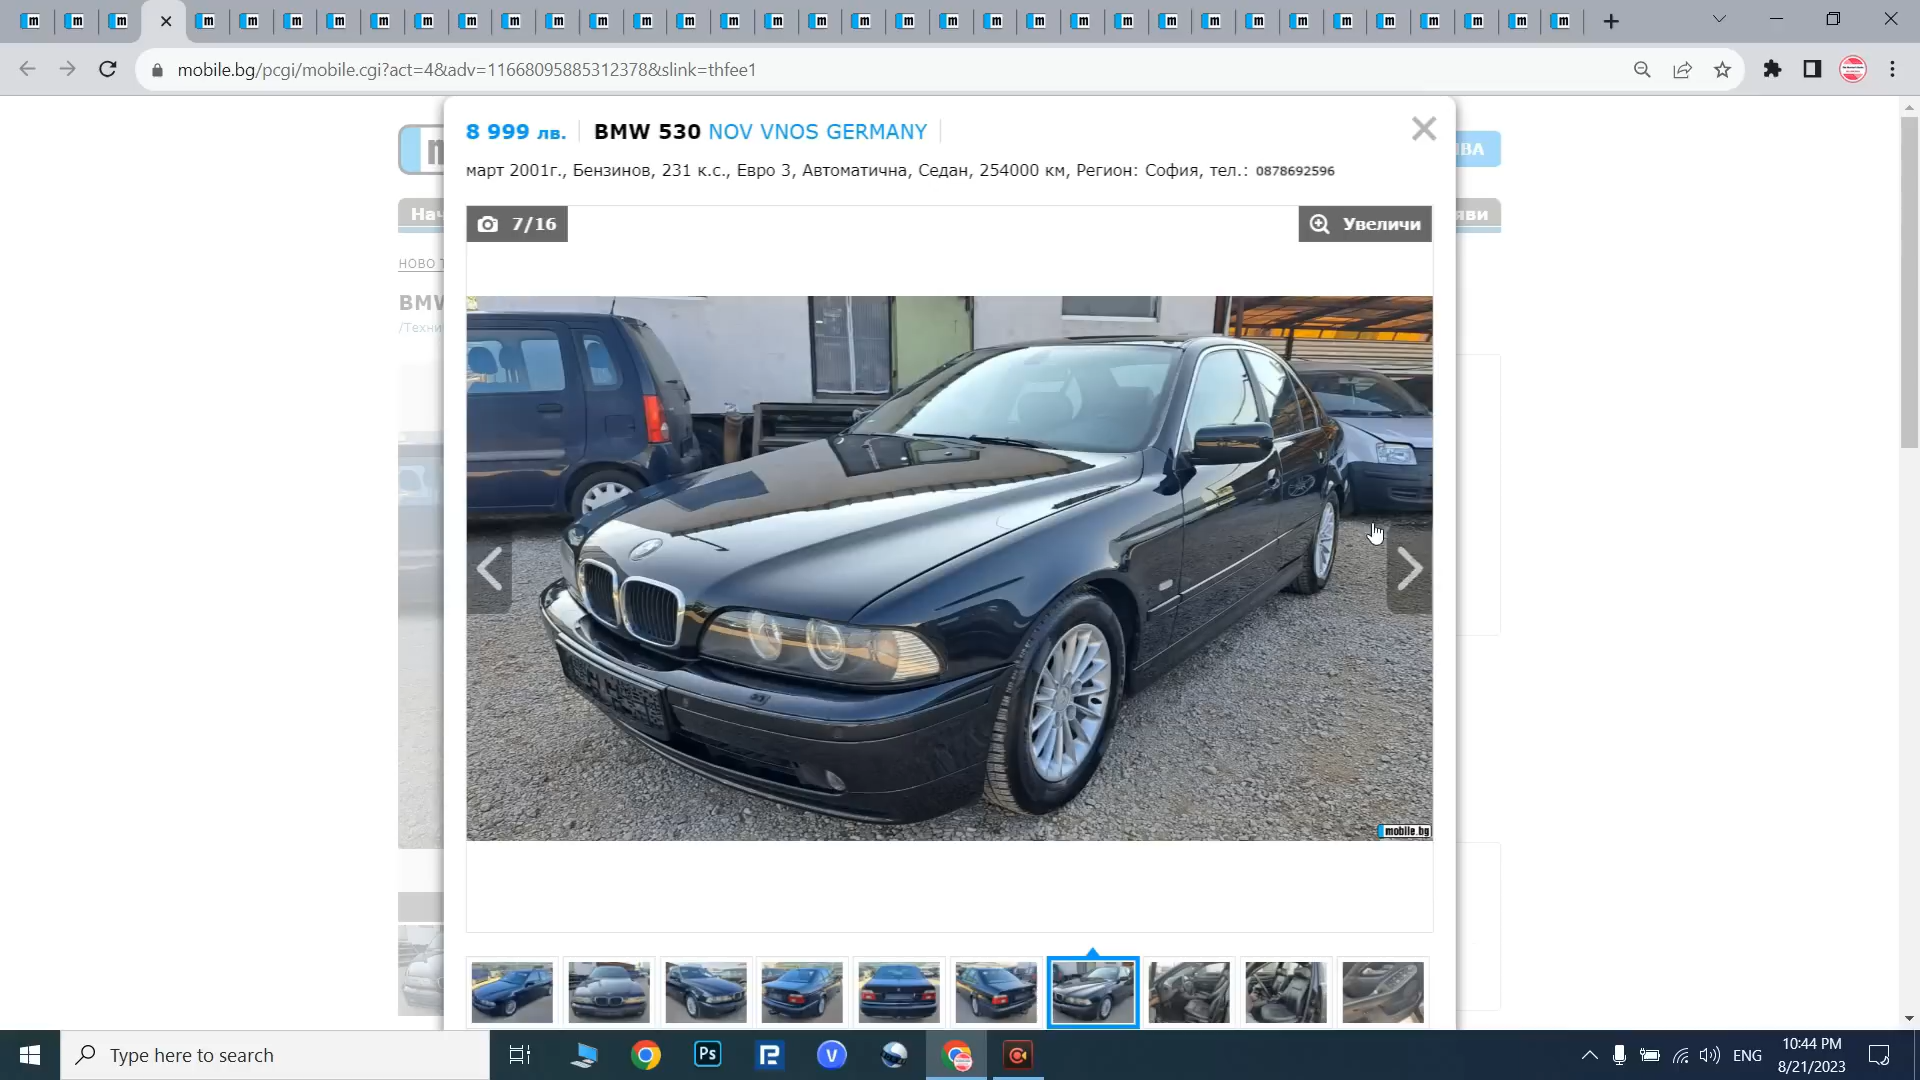 mobile.bg/pcgi/mobile.cgi?act=4&adv=11668095885312378&slink=thfee1
8 999 лв. BMW 530 NOV VNOS GERMANY
март 2001г., Бензинов, 231 к.с., Евро 3, Автоматична, Седан, 254000 км, Регион: София, тел.: 0878692596
7/16
Увеличи
mobile.bg
Type here to search
Ps
ENG
10:44 PM
8/21/2023